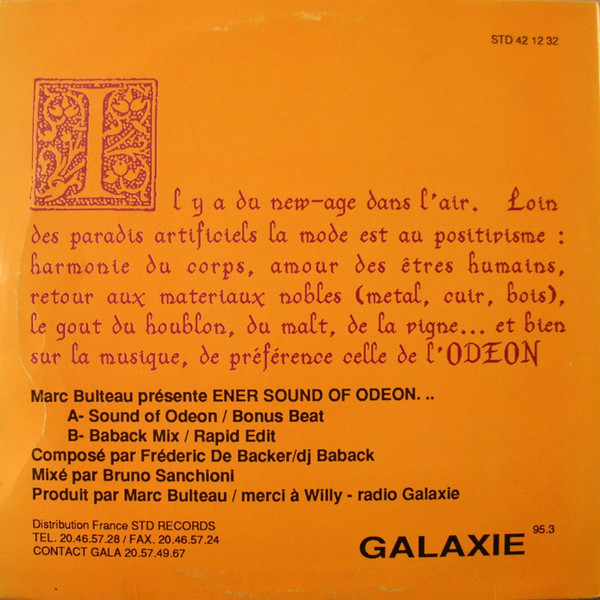 STD 42 12 32
Il y a du new-age dans l'air. Loin
des paradis artificiels la mode est au positivisme :
harmonie du corps, amour des êtres humains,
retour aux materiaux nobles (metal, cuir, bois),
le gout du houblon, du malt, de la vigne... et bien
sur la musique, de préférence celle de l'ODEON
Marc Bulteau présente ENER SOUND OF ODEON. ..
A- Sound of Odeon / Bonus Beat
B- Baback Mix / Rapid Edit
Composé par Fréderic De Backer/dj Baback
Mixé par Bruno Sanchioni
Produit par Marc Bulteau / merci à Willy - radio Galaxie
Distribution France STD RECORDS
TEL. 20.46.57.28 / FAX. 20.46.57.24
CONTACT GALA 20.57.49.67
GALAXIE 95.3